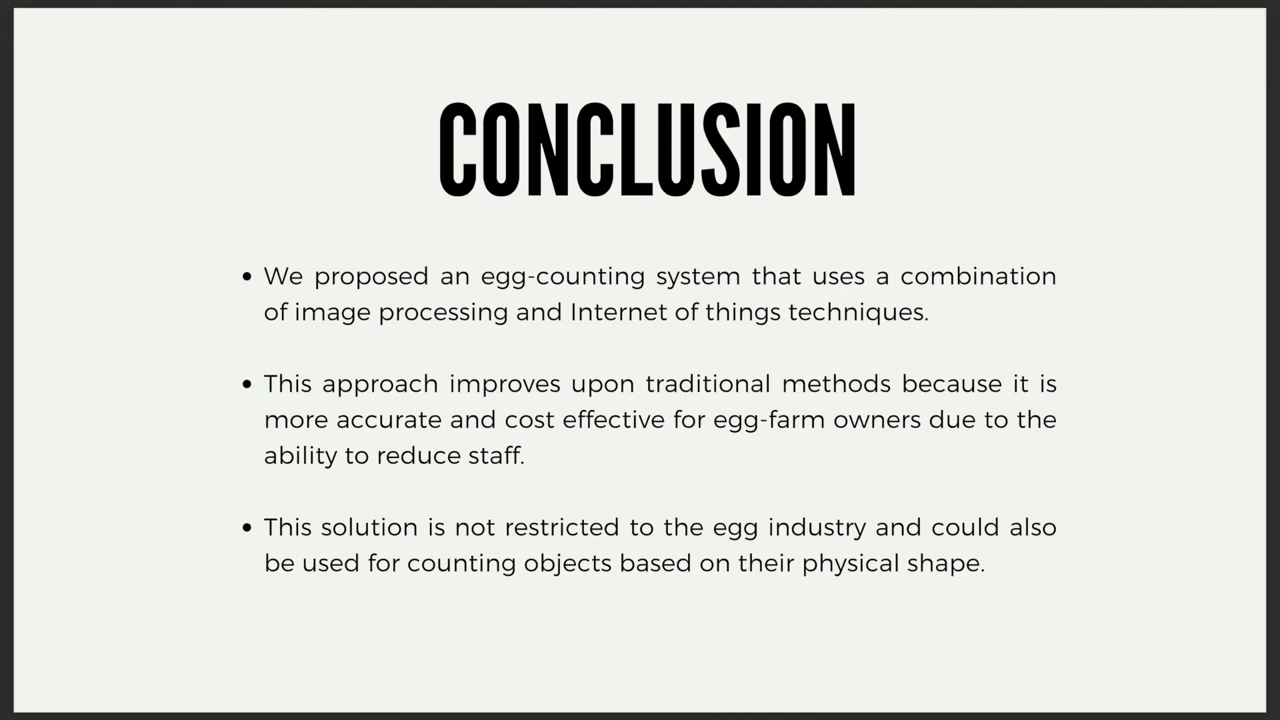 CONCLUSION
• We proposed an egg-counting system that uses a combination
of image processing and Internet of things techniques.
• This approach improves upon traditional methods because it is
more accurate and cost effective for egg-farm owners due to the
ability to reduce staff.
• This solution is not restricted to the egg industry and could also
be used for counting objects based on their physical shape.